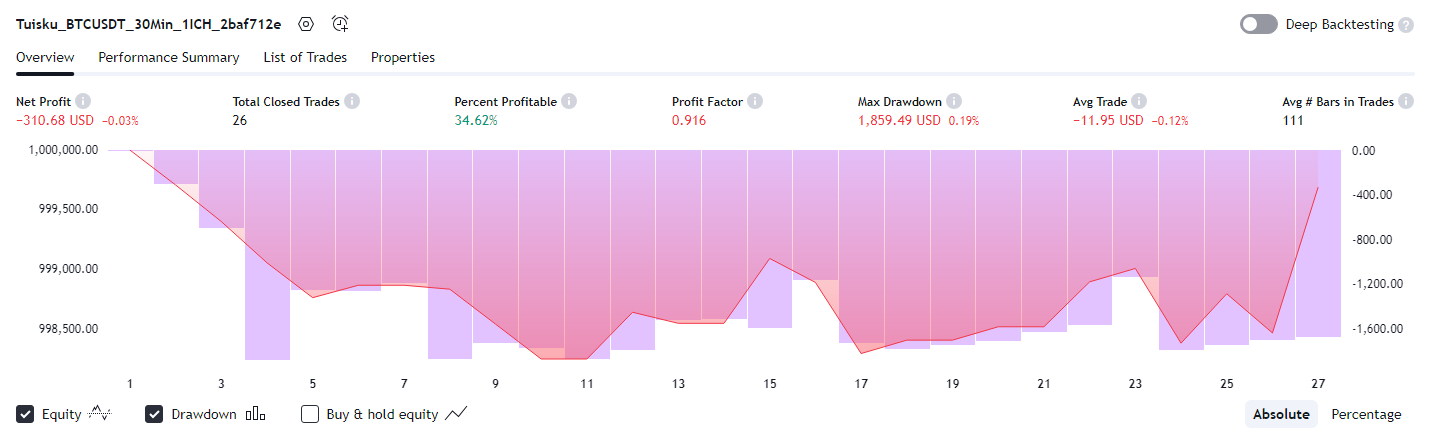 Tuisku_BTCUSDT_30Min_1ICH_2baf712e
Deep Backtesting ?
Overview Performance Summary List of Trades Properties
Net Profit Total Closed Trades Percent Profitable Profit Factor Max Drawdown Avg Trade Avg # Bars in Trades
−310.68 USD −0.03% 26 34.62% 0.916 1,859.49 USD 0.19% −11.95 USD −0.12% 111
1,000,000.00 0.00
999,500.00 −400.00
−800.00
999,000.00 −1,200.00
998,500.00 −1,600.00
1 3 5 7 9 11 13 15 17 19 21 23 25 27
Equity Drawdown Buy & hold equity Absolute Percentage